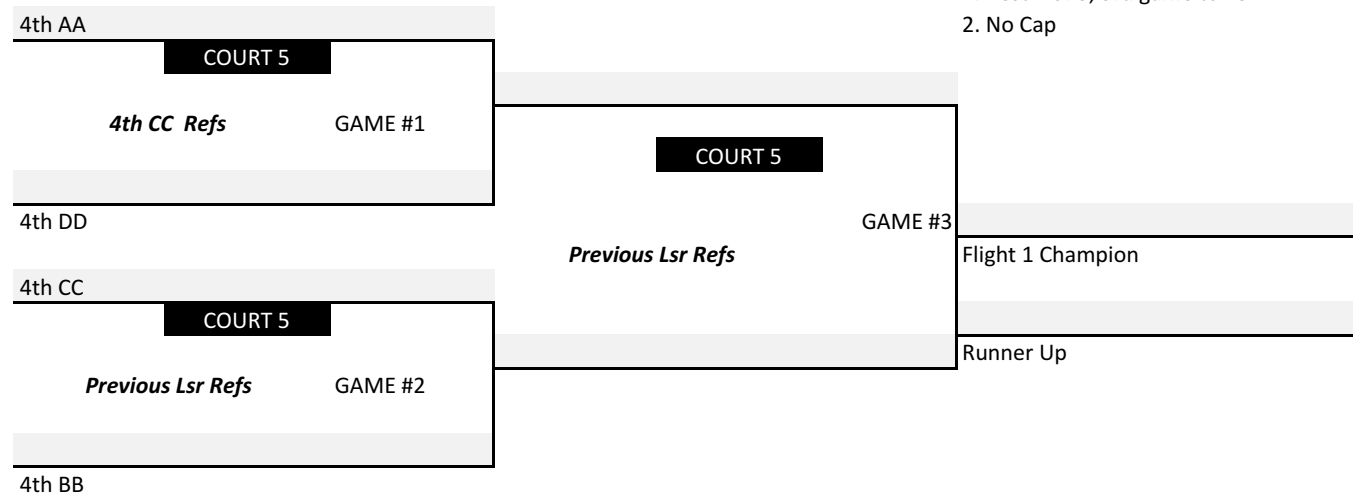 4th AA
2. No Cap
COURT 5
4th CC Refs GAME #1
COURT 5
4th DD
GAME #3
Previous Lsr Refs
Flight 1 Champion
4th CC
COURT 5
Runner Up
Previous Lsr Refs GAME #2
4th BB